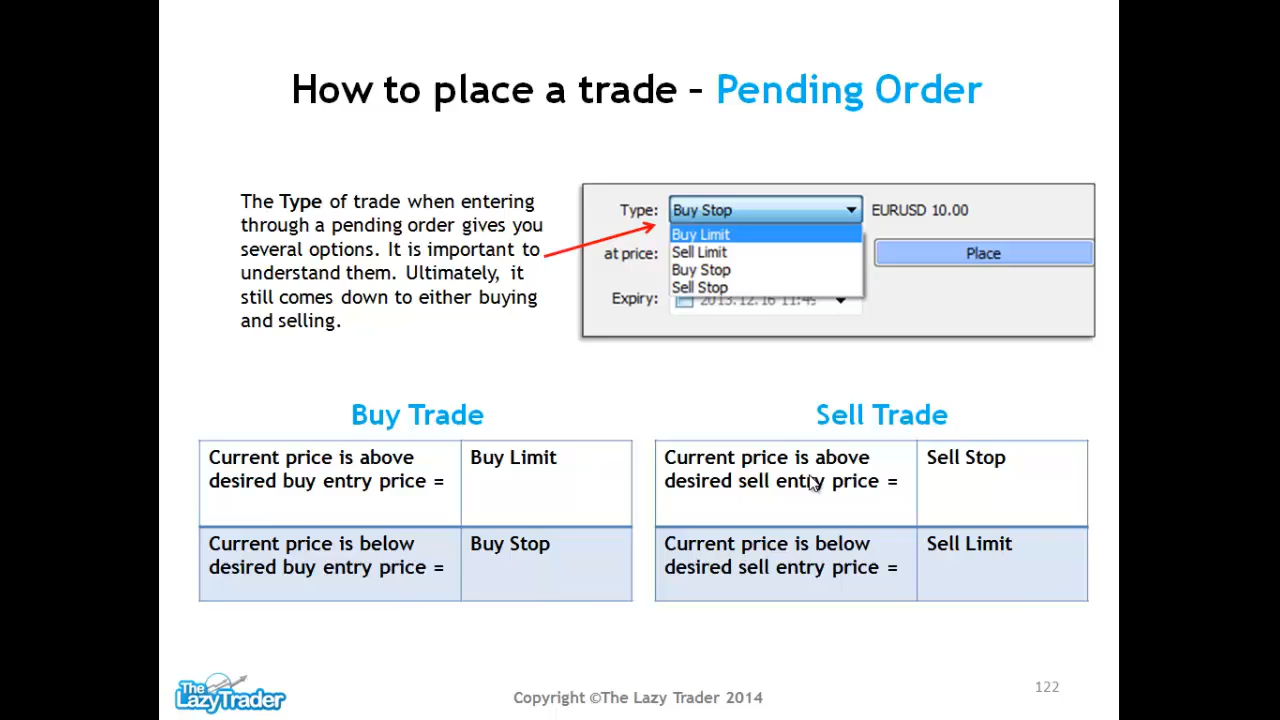 How to place a trade – Pending Order
The Type of trade when entering
through a pending order gives you
several options. It is important to
understand them. Ultimately, it
still comes down to either buying
and selling.
Type: Buy Stop EURUSD 10.00
Buy Limit
Sell Limit
Buy Stop
Sell Stop
at price: Place
Expiry:
Buy Trade
Current price is above
desired buy entry price =
Buy Limit
Current price is below
desired buy entry price =
Buy Stop
Sell Trade
Current price is above
desired sell entry price =
Sell Stop
Current price is below
desired sell entry price =
Sell Limit
The
LazyTrader
Copyright ©The Lazy Trader 2014
122